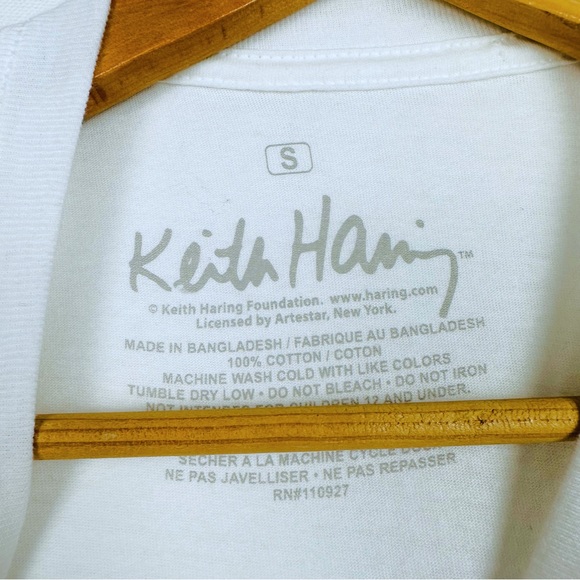 S
Keith Haring™
© Keith Haring Foundation. www.haring.com
Licensed by Artestar, New York.
MADE IN BANGLADESH / FABRIQUE AU BANGLADESH
100% COTTON / COTON
MACHINE WASH COLD WITH LIKE COLORS
TUMBLE DRY LOW • DO NOT BLEACH • DO NOT IRON
NOT INTENDED FOR CHILDREN 12 AND UNDER.
SÉCHER A LA MACHINE CYCLE
NE PAS JAVELLISER • NE PAS REPASSER
RN#110927